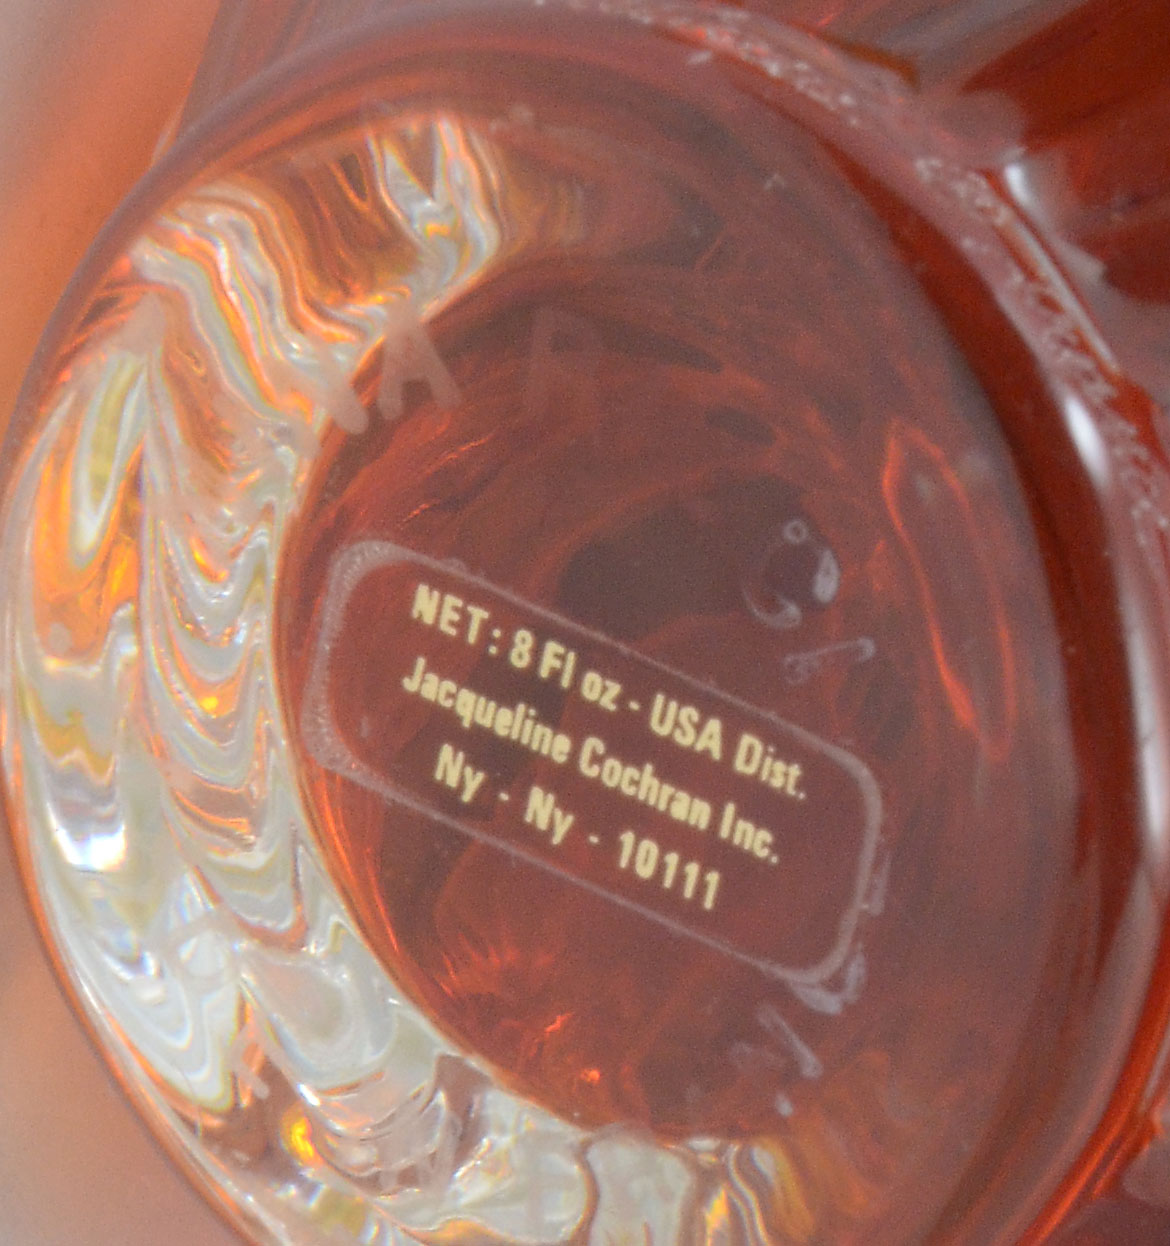 NET: 8 Fl oz - USA Dist.
Jacqueline Cochran Inc.
Ny - Ny - 10111